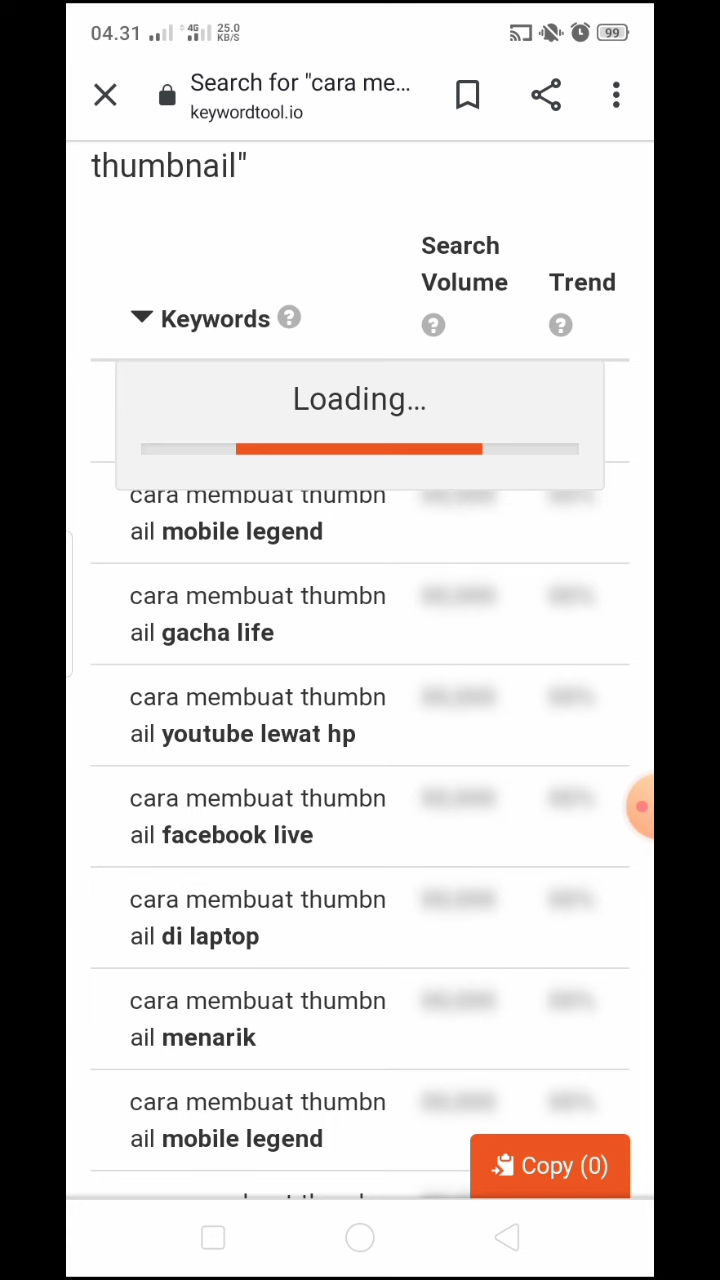 04.31 4G 25.0 KB/S 99
Search for "cara me...
keywordtool.io
thumbnail"
Search
Volume
Trend
Keywords ?
? ?
Loading...
cara membuat thumbn
ail mobile legend
cara membuat thumbn
ail gacha life
cara membuat thumbn
ail youtube lewat hp
cara membuat thumbn
ail facebook live
cara membuat thumbn
ail di laptop
cara membuat thumbn
ail menarik
cara membuat thumbn
ail mobile legend
Copy (0)